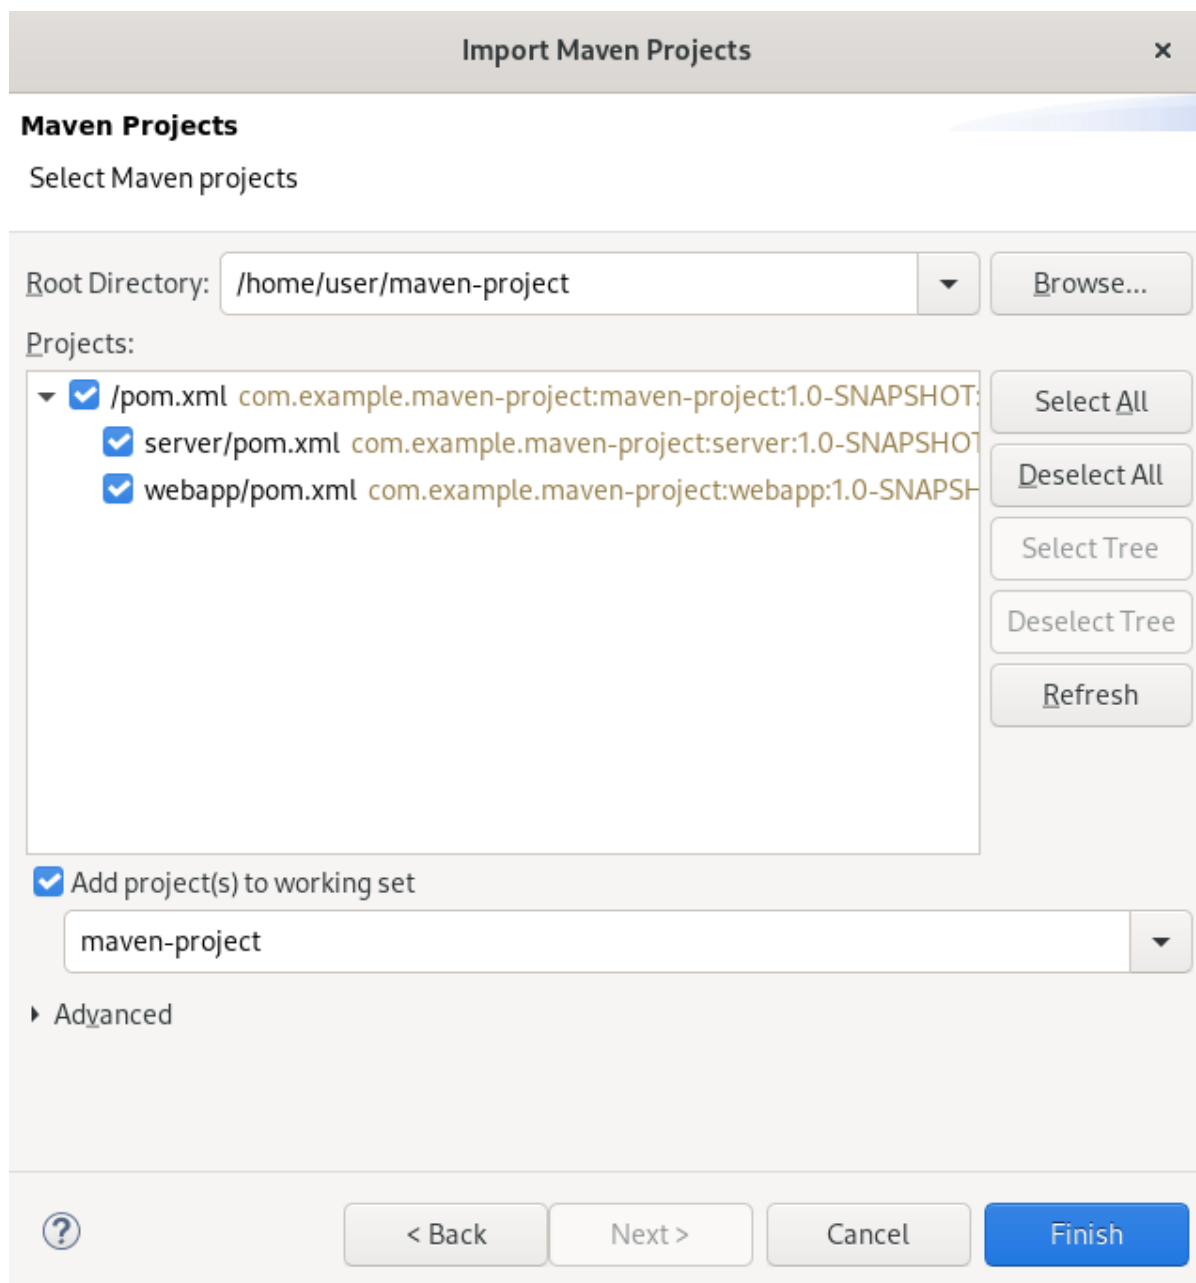 Import Maven Projects ×
Maven Projects
Select Maven projects
Root Directory: /home/user/maven-project Browse...
Projects:
/pom.xml com.example.maven-project:maven-project:1.0-SNAPSHOT:
Select All
server/pom.xml com.example.maven-project:server:1.0-SNAPSHOT
Deselect All
webapp/pom.xml com.example.maven-project:webapp:1.0-SNAPSH
Select Tree
Deselect Tree
Refresh
Add project(s) to working set
maven-project
Advanced
? < Back Next > Cancel Finish